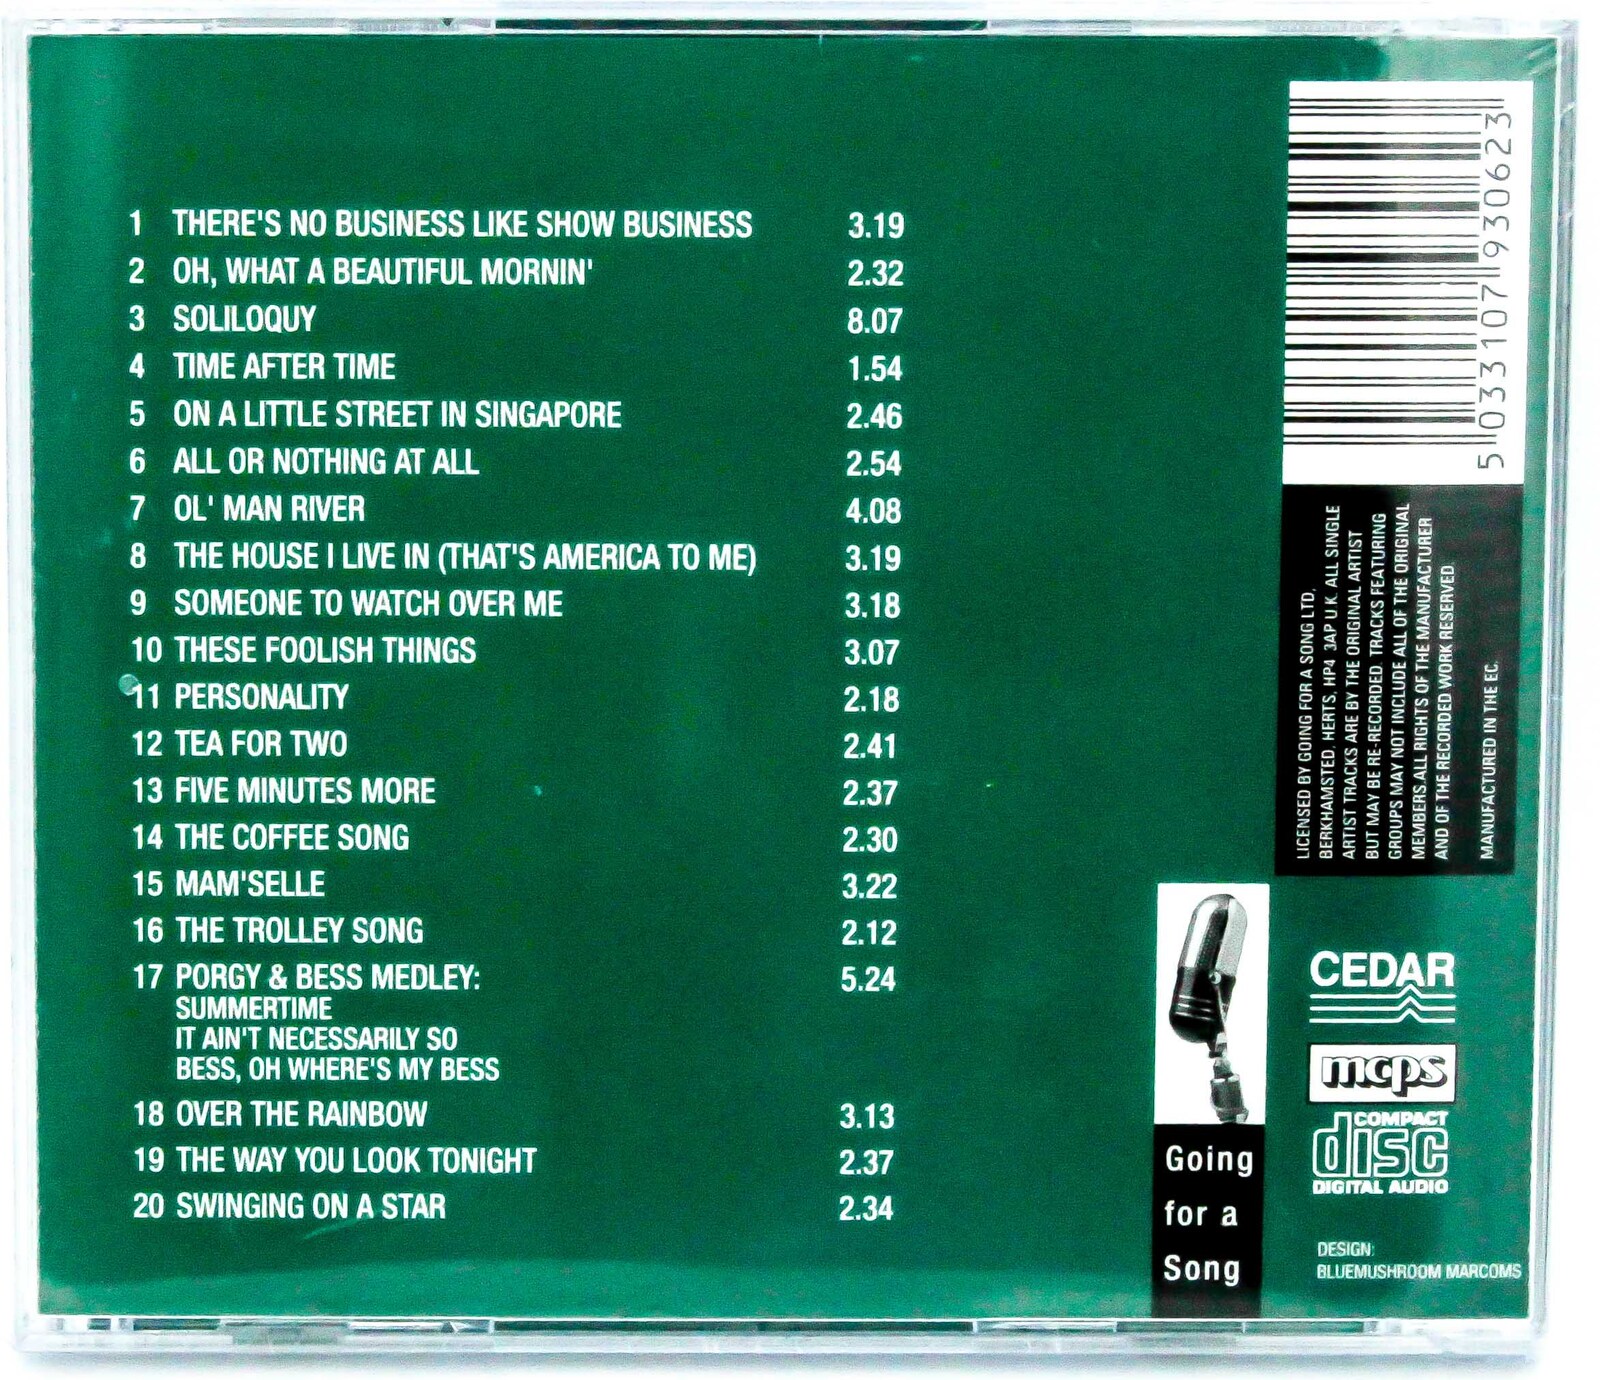 1 THERE'S NO BUSINESS LIKE SHOW BUSINESS 3.19
2 OH, WHAT A BEAUTIFUL MORNIN' 2.32
3 SOLILOQUY 8.07
4 TIME AFTER TIME 1.54
5 ON A LITTLE STREET IN SINGAPORE 2.46
6 ALL OR NOTHING AT ALL 2.54
7 OL' MAN RIVER 4.08
8 THE HOUSE I LIVE IN (THAT'S AMERICA TO ME) 3.19
9 SOMEONE TO WATCH OVER ME 3.18
10 THESE FOOLISH THINGS 3.07
11 PERSONALITY 2.18
12 TEA FOR TWO 2.41
13 FIVE MINUTES MORE 2.37
14 THE COFFEE SONG 2.30
15 MAM'SELLE 3.22
16 THE TROLLEY SONG 2.12
17 PORGY & BESS MEDLEY: 5.24
SUMMERTIME
IT AIN'T NECESSARILY SO
BESS, OH WHERE'S MY BESS
18 OVER THE RAINBOW 3.13
19 THE WAY YOU LOOK TONIGHT 2.37
20 SWINGING ON A STAR 2.34
5 033107 930623
LICENSED BY GOING FOR A SONG LTD,
BERKHAMSTED, HERTS, HP4 3AP U.K. ALL SINGLE
ARTIST TRACKS ARE BY THE ORIGINAL ARTIST
BUT MAY BE RE-RECORDED. TRACKS FEATURING
GROUPS MAY NOT INCLUDE ALL OF THE ORIGINAL
MEMBERS.ALL RIGHTS OF THE MANUFACTURER
AND OF THE RECORDED WORK RESERVED.
MANUFACTURED IN THE EC.
Going
for a
Song
CEDAR
mcps
COMPACT
disc
DIGITAL AUDIO
DESIGN:
BLUEMUSHROOM MARCOMS